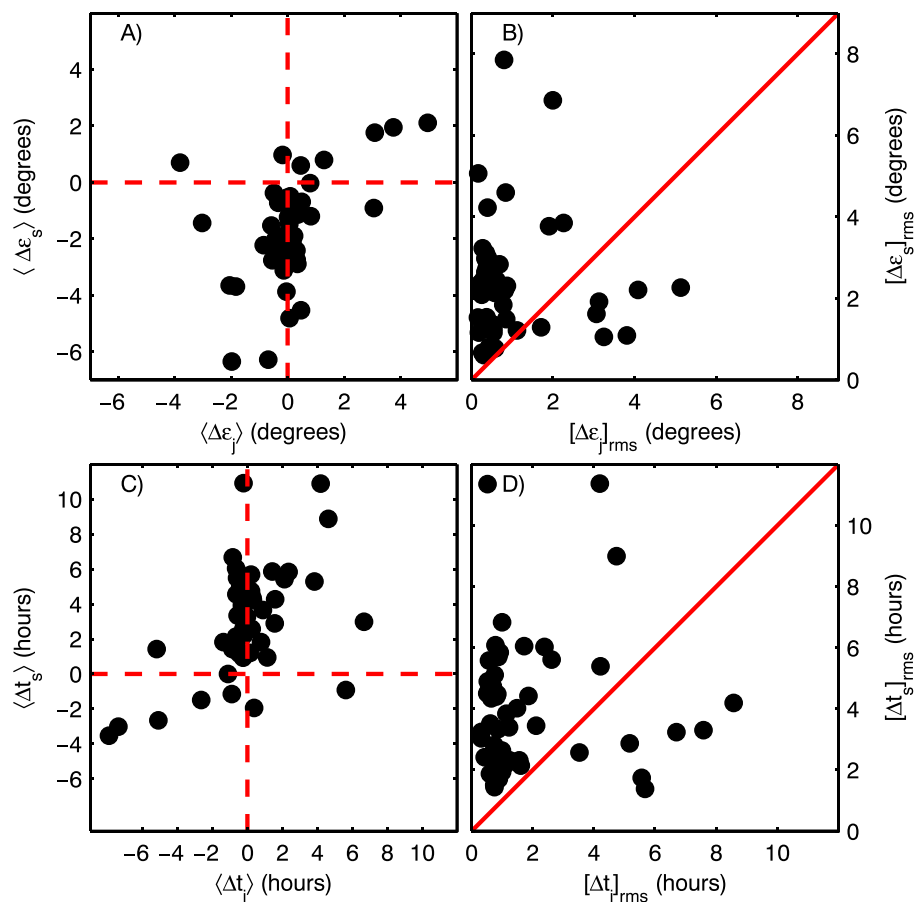 A)
B)
4
2
0
−2
−4
−6
⟨ Δε_s⟩ (degrees)
8
6
4
2
0
[Δε_s]_rms (degrees)
−6 −4 −2 0 2 4
⟨Δε_j⟩ (degrees)
0 2 4 6 8
[Δε_j]_rms (degrees)
C)
D)
10
8
6
4
2
0
−2
−4
−6
⟨Δt_s⟩ (hours)
10
8
6
4
2
0
[Δt_s]_rms (hours)
-6 -4 -2 0 2 4 6 8 10
⟨Δt_j⟩ (hours)
0 2 4 6 8 10
[Δt_j]_rms (hours)